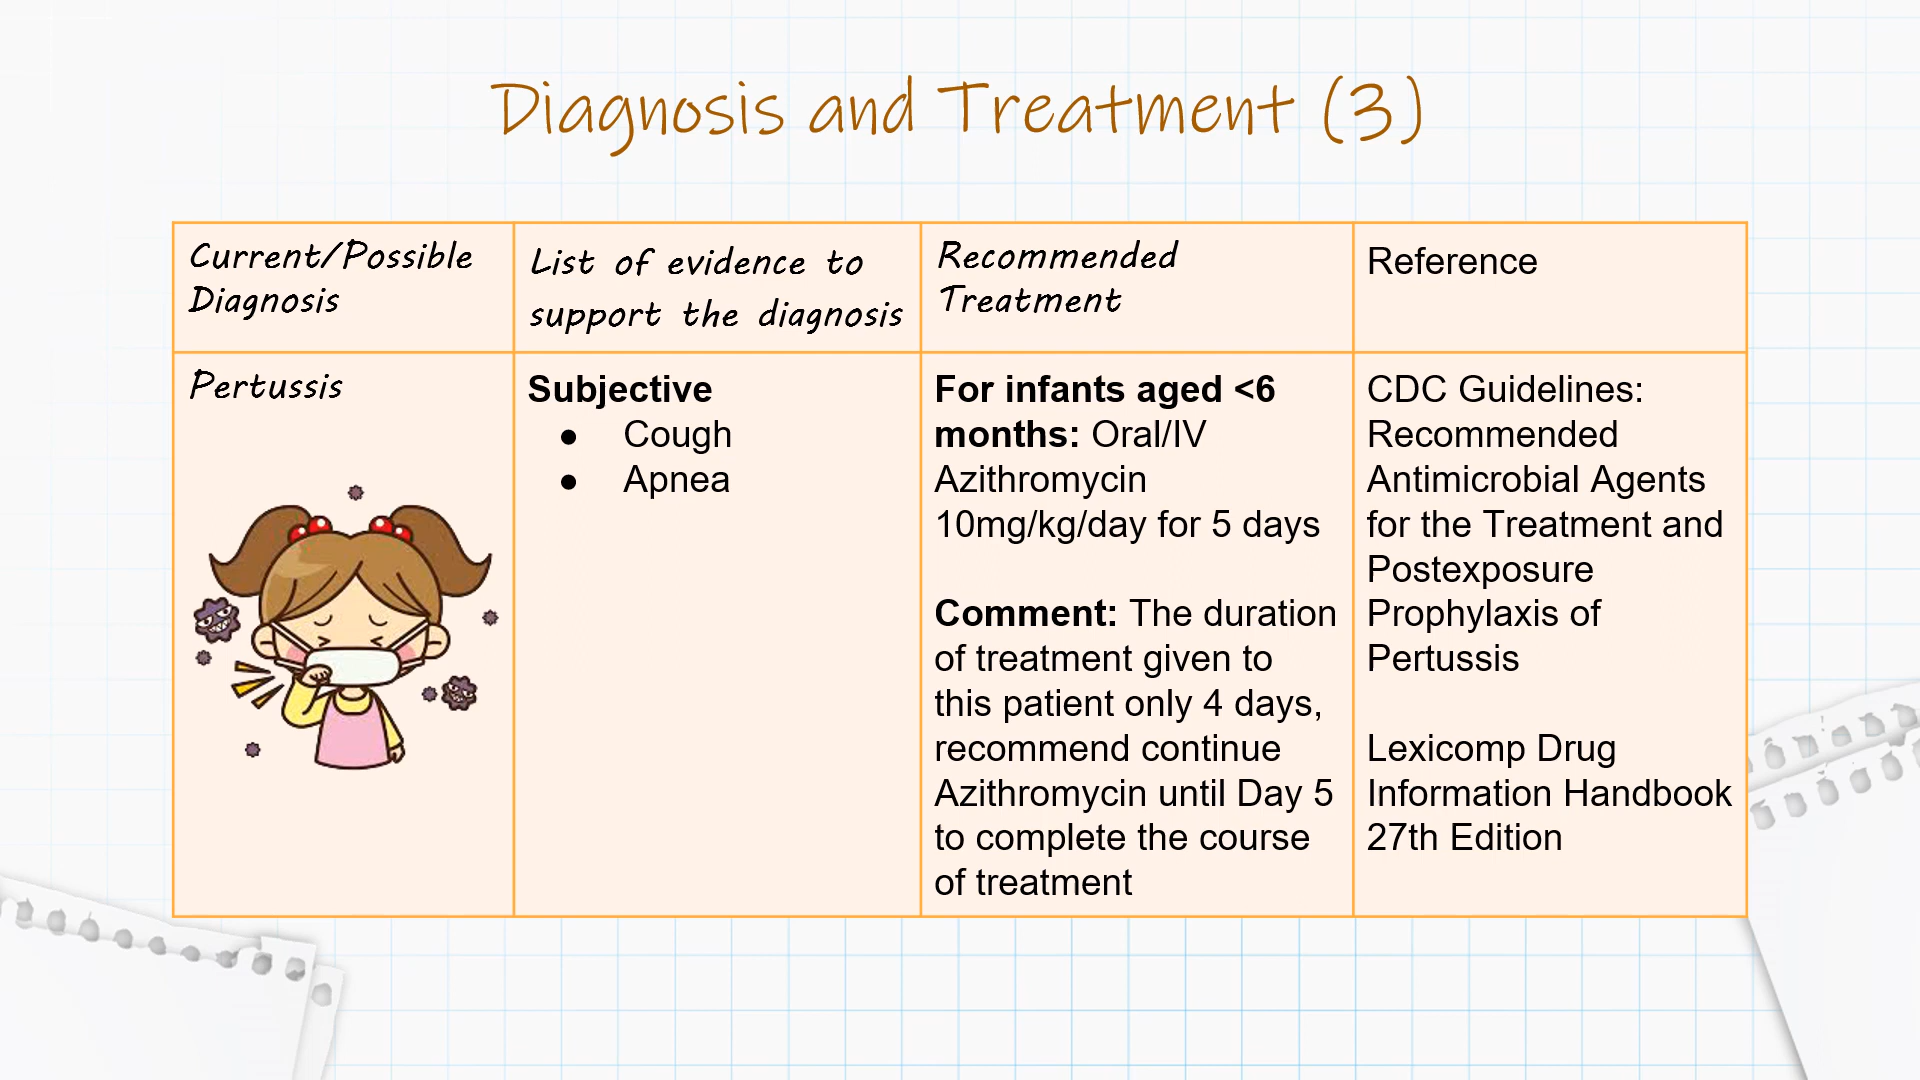 Diagnosis and Treatment (3)
Current/Possible
Diagnosis
List of evidence to
support the diagnosis
Recommended
Treatment
Reference
Pertussis
Subjective
● Cough
● Apnea
For infants aged <6
months: Oral/IV
Azithromycin
10mg/kg/day for 5 days
Comment: The duration
of treatment given to
this patient only 4 days,
recommend continue
Azithromycin until Day 5
to complete the course
of treatment
CDC Guidelines:
Recommended
Antimicrobial Agents
for the Treatment and
Postexposure
Prophylaxis of
Pertussis
Lexicomp Drug
Information Handbook
27th Edition